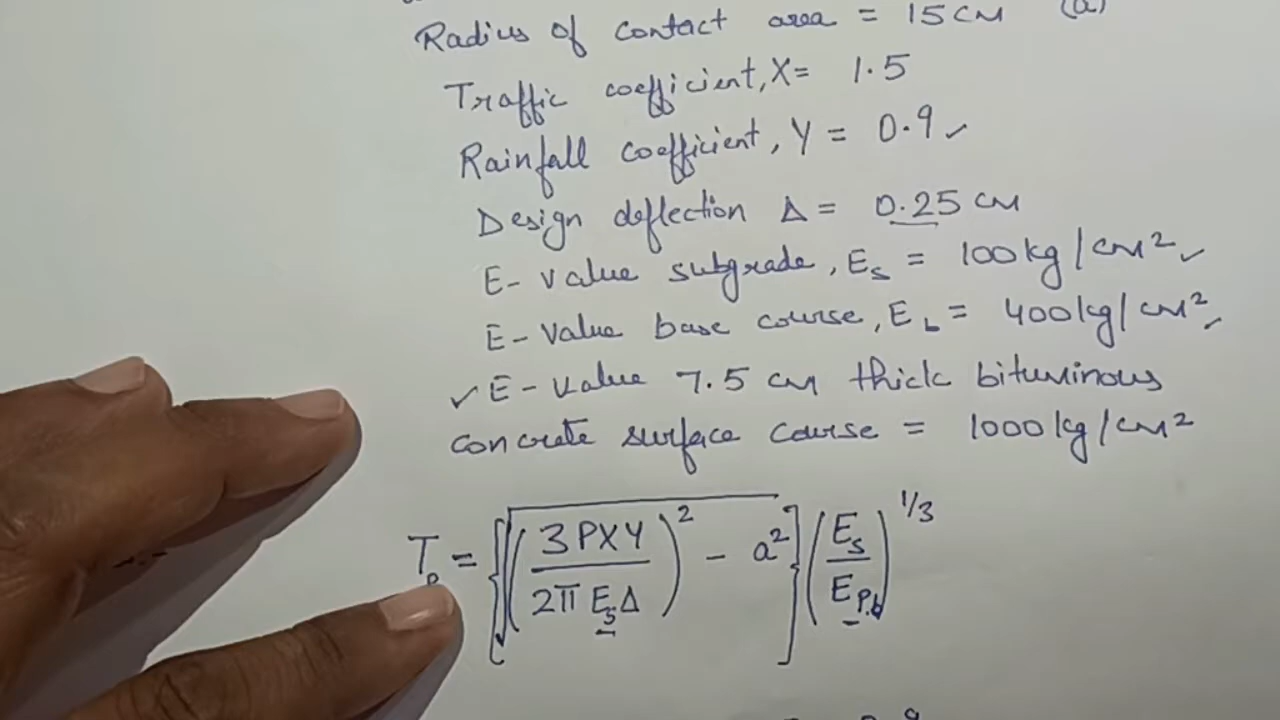 Radius of contact area = 15 cm (a)
Traffic coefficient, X = 1.5
Rainfall coefficient, Y = 0.9 ✓
Design deflection Δ = 0.25 cm
E- value subgrade, Es = 100 kg/cm² ✓
E- Value base course, Eb = 400 kg/cm² ✓
✓ E- value 7.5 cm thick bituminous
concrete surface course = 1000 kg/cm²
Tp = {√((3PXY / 2π EsΔ)² - a²]} (Es / EP.b)^1/3